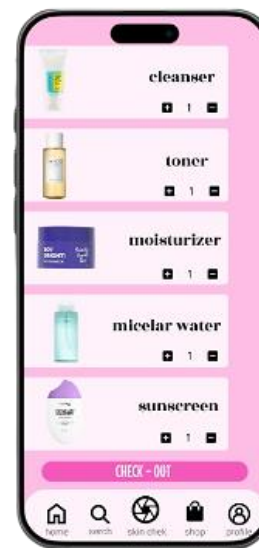 cleanser
+ 1 −
toner
+ 1 −
moisturizer
+ 1 −
micelar water
+ 1 −
sunscreen
+ 1 −
CHECK - OUT
home search skin chek shop profile